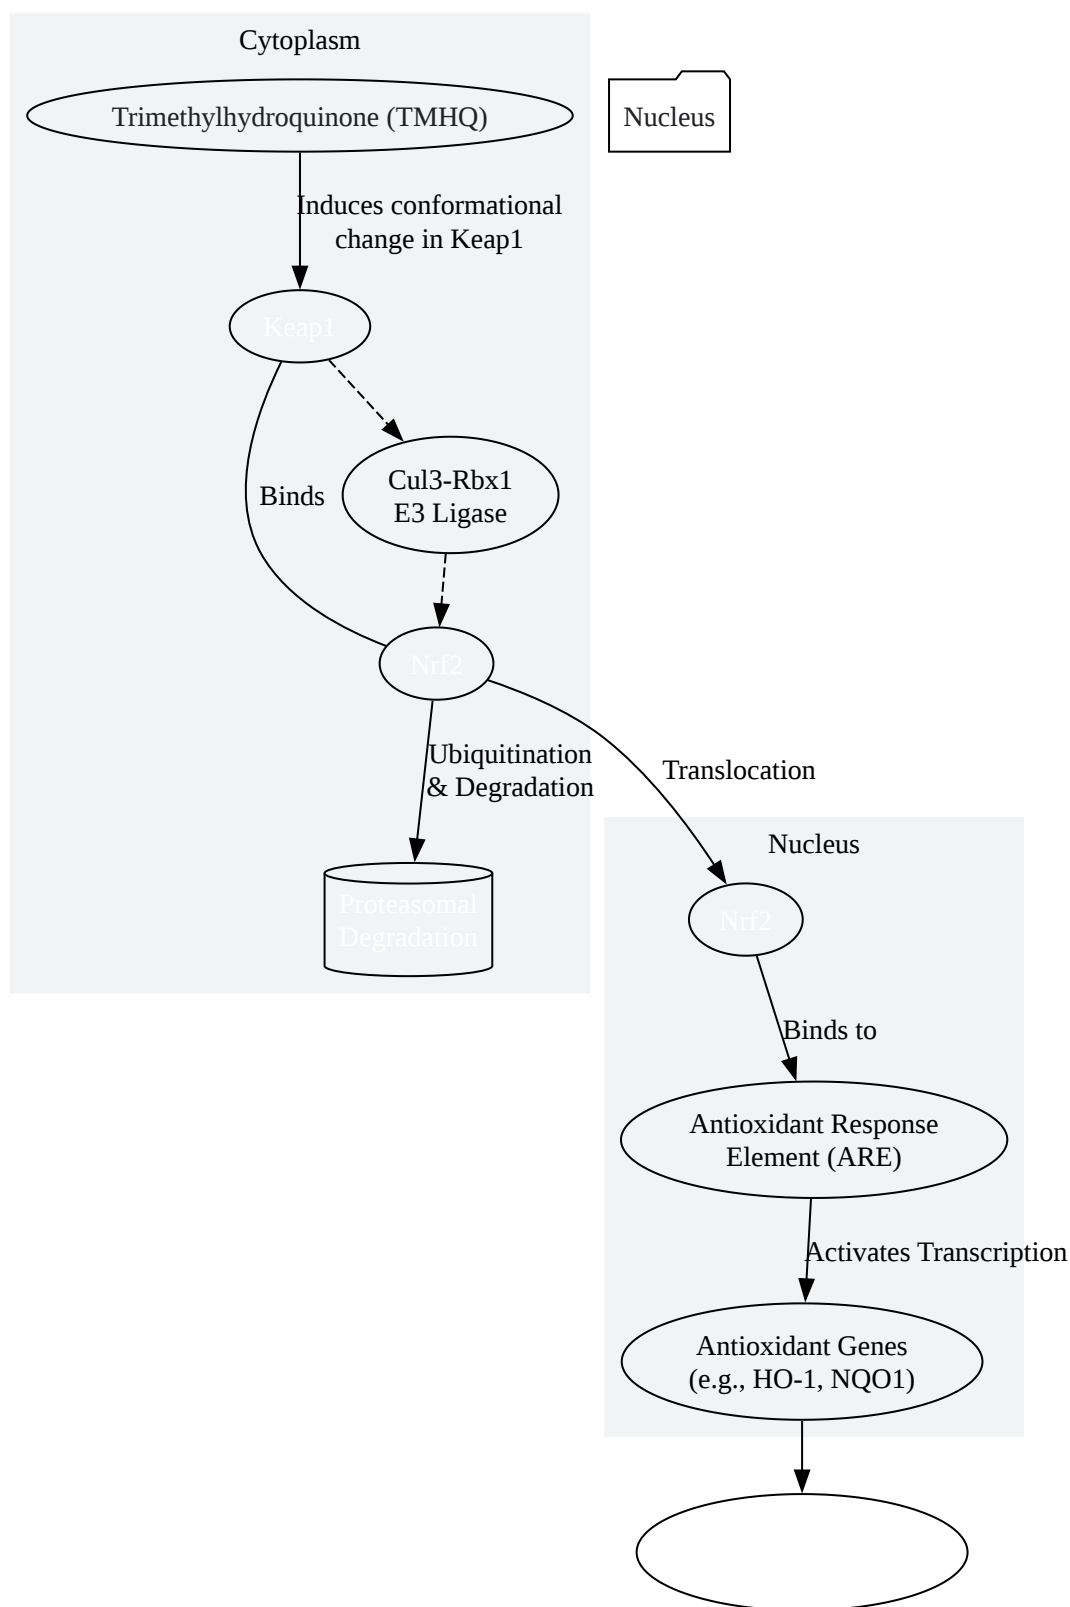 Cytoplasm
Trimethylhydroquinone (TMHQ)
Nucleus
Induces conformational
change in Keap1
Keap1
Binds
Cul3-Rbx1
E3 Ligase
Nrf2
Ubiquitination
& Degradation
Translocation
Nucleus
Proteasomal
Degradation
Nrf2
Binds to
Antioxidant Response
Element (ARE)
Activates Transcription
Antioxidant Genes
(e.g., HO-1, NQO1)